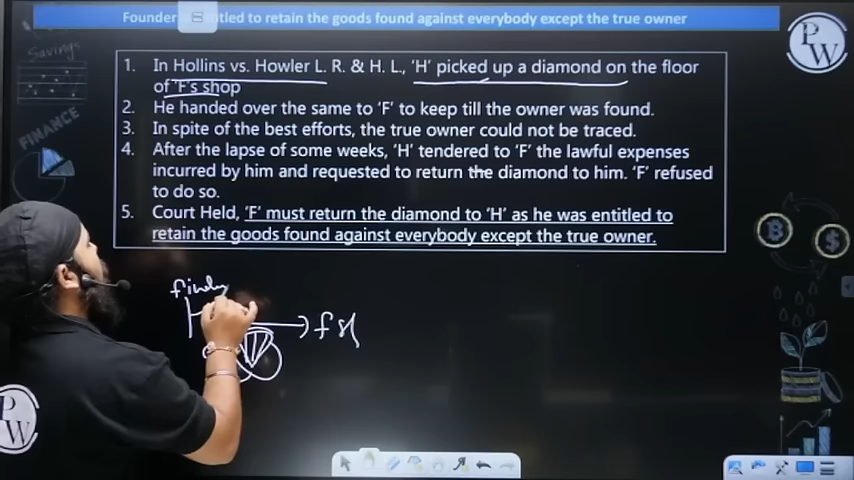 Founder titled to retain the goods found against everybody except the true owner
Savings
FINANCE
1. In Hollins vs. Howler L. R. & H. L., 'H' picked up a diamond on the floor
of 'F's shop
2. He handed over the same to 'F' to keep till the owner was found.
3. In spite of the best efforts, the true owner could not be traced.
4. After the lapse of some weeks, 'H' tendered to 'F' the lawful expenses
incurred by him and requested to return the diamond to him. 'F' refused
to do so.
5. Court Held, 'F' must return the diamond to 'H' as he was entitled to
retain the goods found against everybody except the true owner.
PW
PW